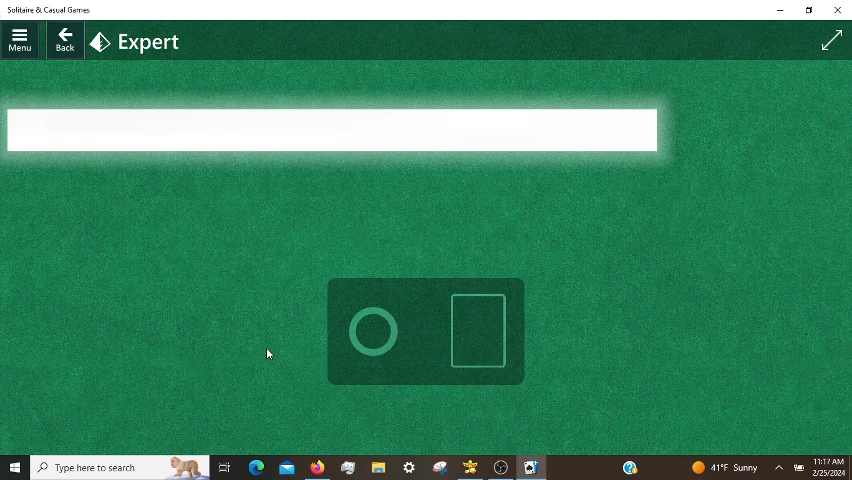 Solitaire & Casual Games
Menu
Back
Expert
Type here to search
41°F Sunny
11:17 AM
2/25/2024